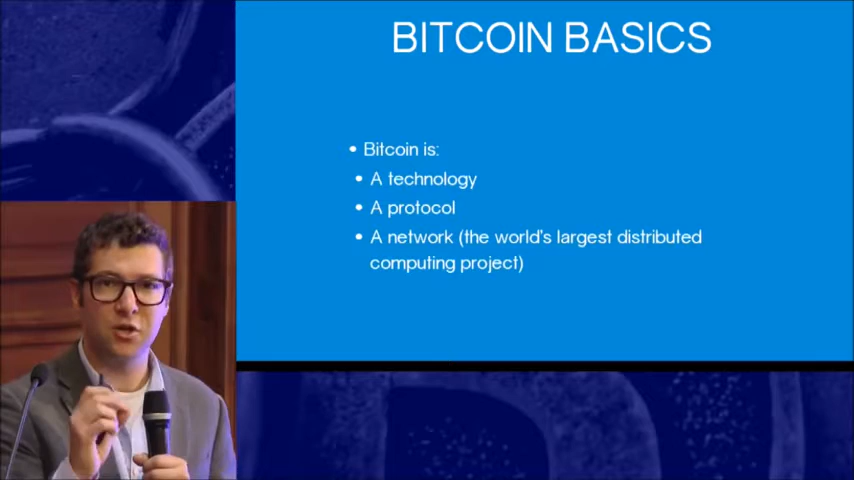 BITCOIN BASICS
• Bitcoin is:
• A technology
• A protocol
• A network (the world's largest distributed
computing project)